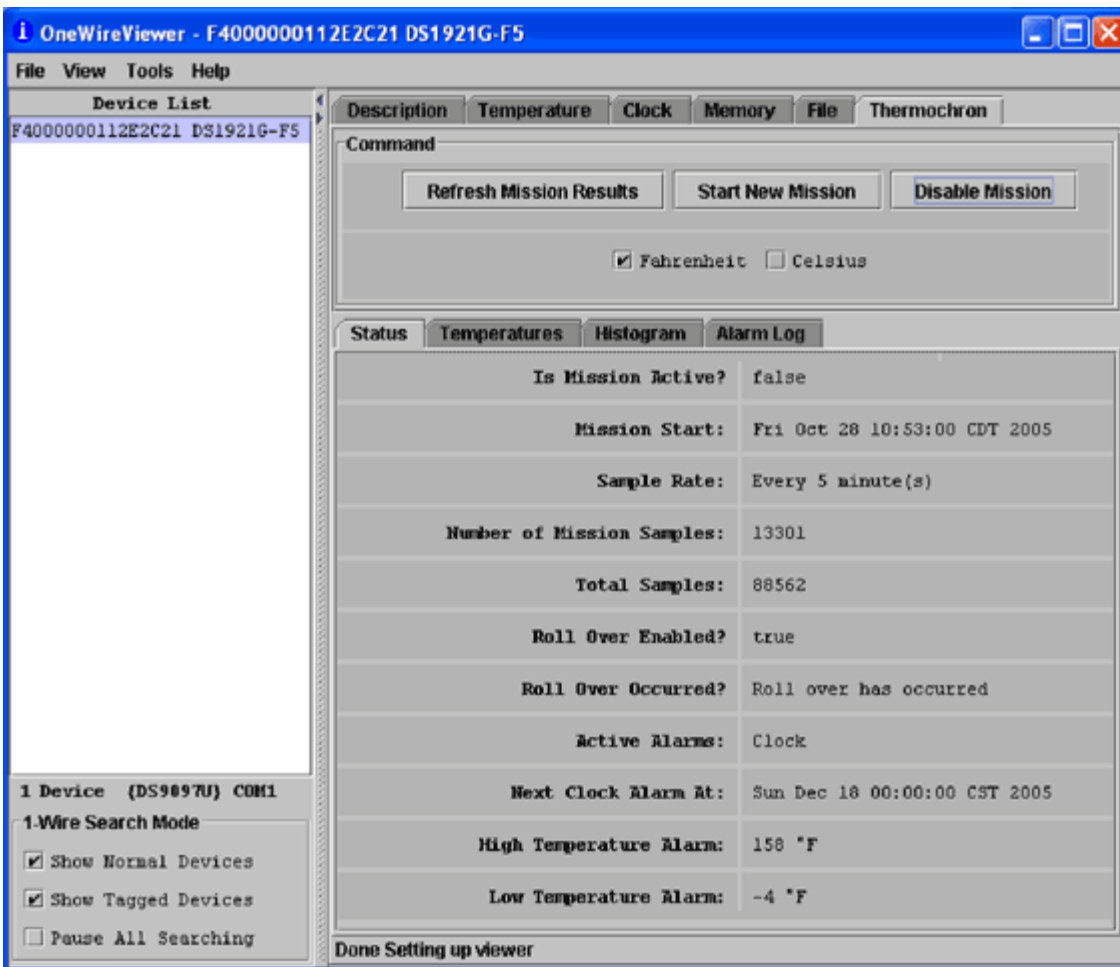 OneWireViewer - F4000000112E2C21 DS1921G-F5
File View Tools Help
Device List
F4000000112E2C21 DS1921G-F5
Description Temperature Clock Memory File Thermochron
Command
Refresh Mission Results Start New Mission Disable Mission
Fahrenheit Celsius
Status Temperatures Histogram Alarm Log
Is Mission Active? false
Mission Start: Fri Oct 28 10:53:00 CDT 2005
Sample Rate: Every 5 minute(s)
Number of Mission Samples: 13301
Total Samples: 88562
Roll Over Enabled? true
Roll Over Occurred? Roll over has occurred
Active Alarms: Clock
Next Clock Alarm At: Sun Dec 18 00:00:00 CST 2005
High Temperature Alarm: 158 °F
Low Temperature Alarm: -4 °F
1 Device {DS9097U} COM1
1-Wire Search Mode
Show Normal Devices
Show Tagged Devices
Pause All Searching
Done Setting up viewer